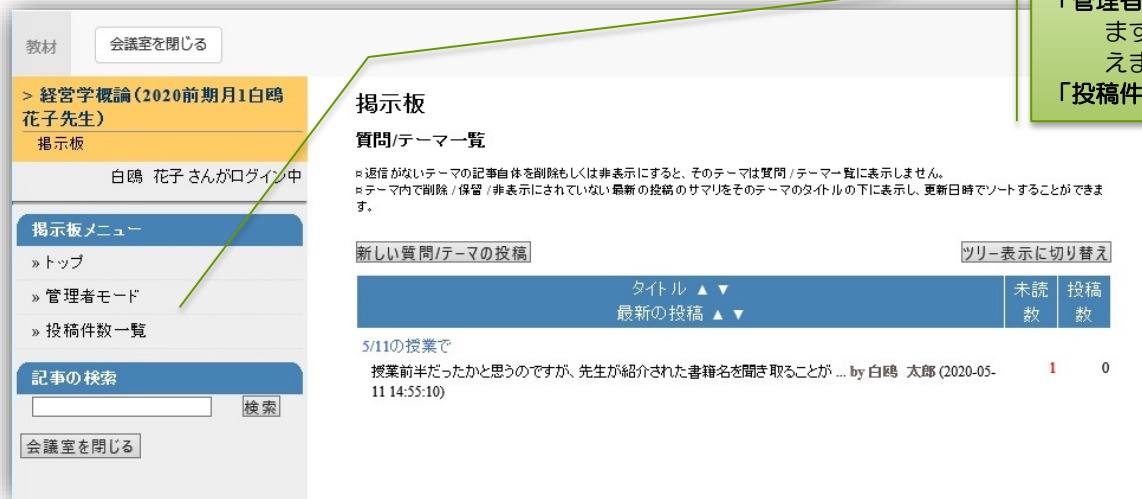 教材
会議室を閉じる
> 経営学概論(2020前期月1白鴎
花子先生)
掲示板
白鴎 花子 さんがログイン中
掲示板メニュー
»トップ
»管理者モード
»投稿件数一覧
記事の検索
検索
会議室を閉じる
掲示板
質問/テーマ一覧
¤返信がないテーマの記事自体を削除もしくは非表示にすると、そのテーマは質問 /テーマ一覧に表示しません。
¤テーマ内で削除 /保留 /非表示にされていない最新の投稿のサマリをそのテーマのタイトルの下に表示し、更新日時でソートすることができま
す。
新しい質問/テーマの投稿
ツリー表示に切り替え
タイトル ▲ ▼
最新の投稿 ▲ ▼
未読
数
投稿
数
5/11の授業で
授業前半だったかと思うのですが、先生が紹介された書籍名を聞き取ることが ... by 白鴎 太郎 (2020-05-
11 14:55:10)
1
0
「管理者
ます
えま
「投稿件